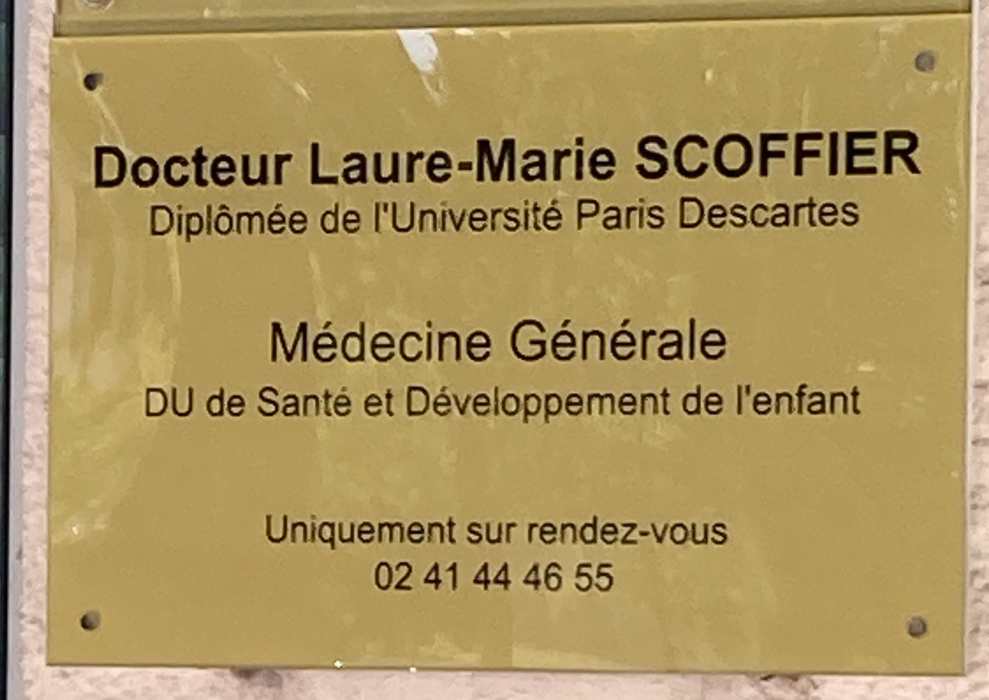 Docteur Laure-Marie SCOFFIER
Diplômée de l'Université Paris Descartes
Médecine Générale
DU de Santé et Développement de l'enfant
Uniquement sur rendez-vous
02 41 44 46 55